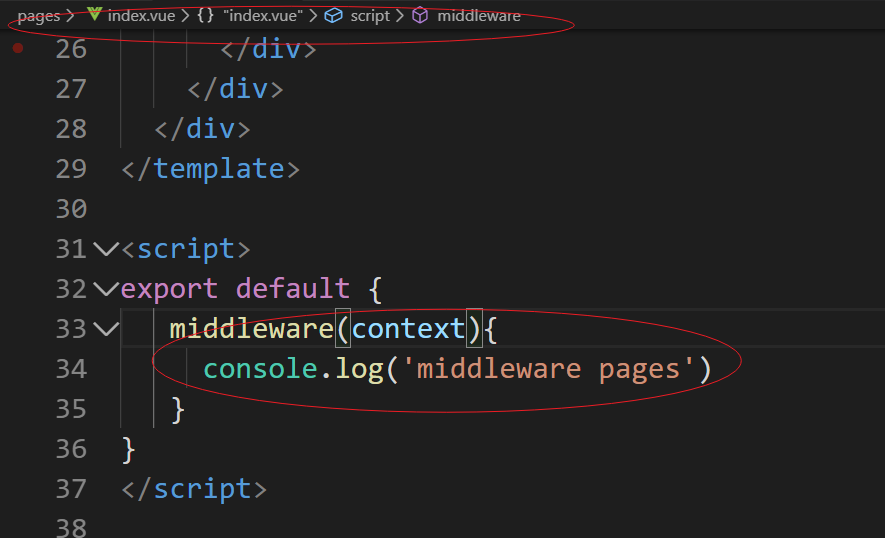 pages > index.vue > {} "index.vue" > script > middleware
26 </div>
27 </div>
28 </div>
29 </template>
30
31 <script>
32 export default {
33 middleware(context){
34 console.log('middleware pages')
35 }
36 }
37 </script>
38